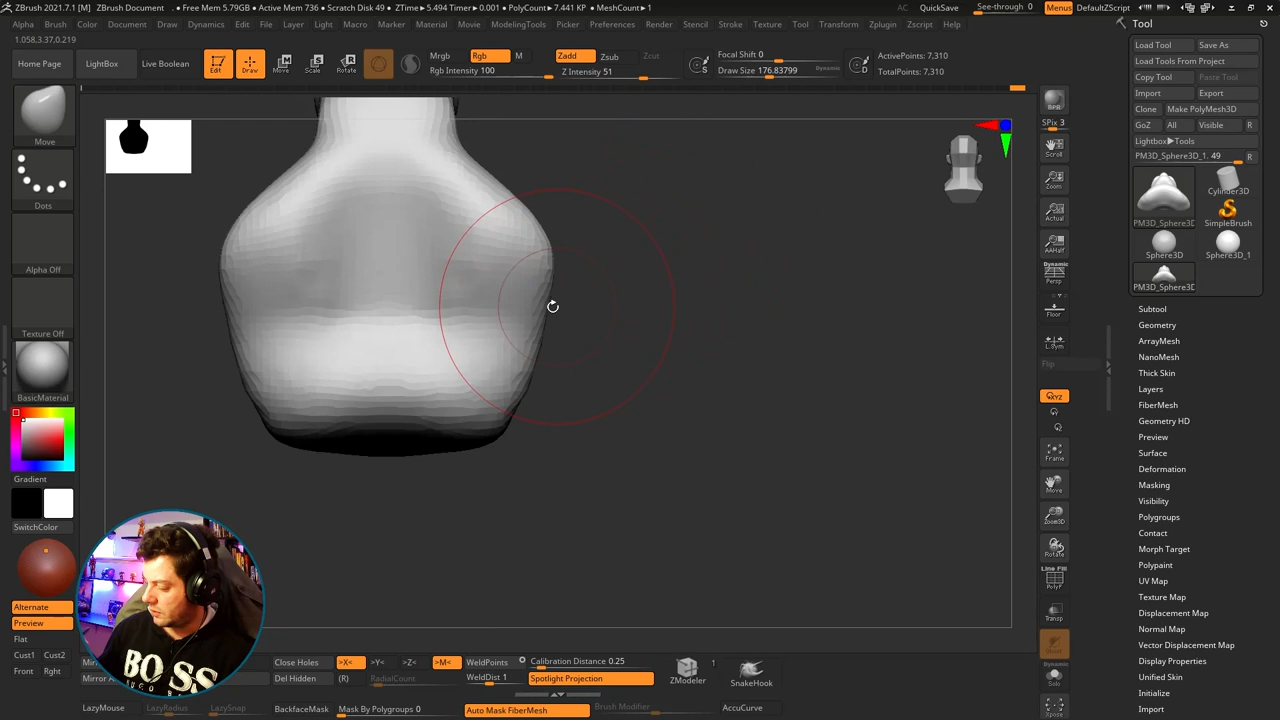 ZBrush 2021.7.1 [M] ZBrush Document • Free Mem 5.79GB • Active Mem 736 • Scratch Disk 49 • ZTime▸5.494 Timer▸0.001 • PolyCount▸7.441 KP • MeshCount▸1 AC QuickSave See-through 0 Menus DefaultZScript
Alpha Brush Color Document Draw Dynamics Edit File Layer Light Macro Marker Material Movie ModelingTools Picker Preferences Render Stencil Stroke Texture Tool Transform Zplugin Zscript Help
Tool
1.058,3.37,0.219
Load Tool Save As
Load Tools From Project
Copy Tool Paste Tool
Import Export
Clone Make PolyMesh3D
GoZ All Visible R
Lightbox▸Tools
PM3D_Sphere3D_1. 49 R
Home Page LightBox Live Boolean
Edit Draw Move Scale Rotate
Mrgb Rgb M
Rgb Intensity 100
Zadd Zsub Zcut
Z Intensity 51
Focal Shift 0
Draw Size 176.83799 Dynamic
S
D
ActivePoints: 7,310
TotalPoints: 7,310
Move
Dots
Alpha Off
Texture Off
BasicMaterial
Gradient
SwitchColor
Alternate
Preview
Flat
Cust1 Cust2
Front Rght
BPR
SPix 3
Scroll
Zoom
Actual
AAHalf
Dynamic
Persp
Floor
L.Sym
Flip
XYZ
Frame
Move
Zoom3D
Rotate
Line Fill
PolyF
Transp
Dynamic
Solo
Xpose
PM3D_Sphere3D
Cylinder3D
SimpleBrush
Sphere3D Sphere3D_1
PM3D_Sphere3D
Subtool
Geometry
ArrayMesh
NanoMesh
Thick Skin
Layers
FiberMesh
Geometry HD
Preview
Surface
Deformation
Masking
Visibility
Polygroups
Contact
Morph Target
Polypaint
UV Map
Texture Map
Displacement Map
Normal Map
Vector Displacement Map
Display Properties
Unified Skin
Initialize
Import
BOSS
Close Holes >X< >Y< >Z< >M< WeldPoints Calibration Distance 0.25
Del Hidden (R) RadialCount WeldDist 1 Spotlight Projection
ZModeler 1
SnakeHook
LazyMouse LazyRadius LazySnap BackfaceMask Mask By Polygroups 0 Auto Mask FiberMesh Brush Modifier AccuCurve